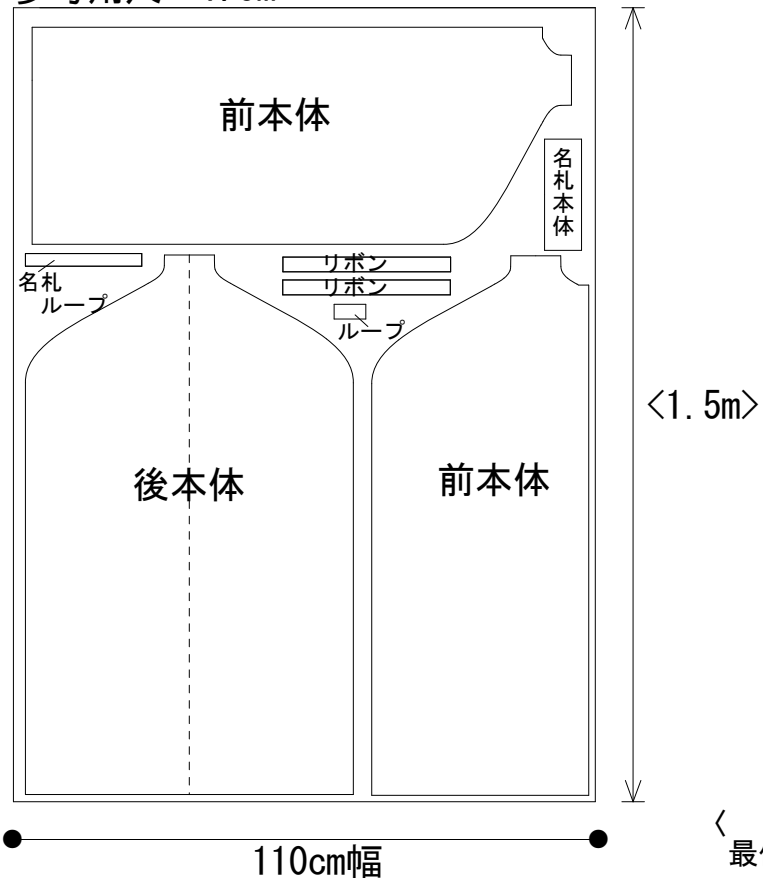 前本体
名札本体
名札
ループ
リボン
リボン
ループ
<1.5m>
後本体
前本体
110cm幅